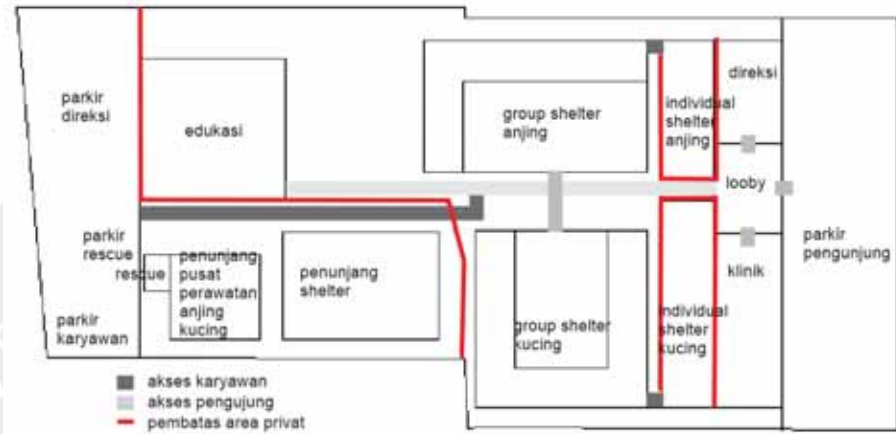 parkir
direksi
edukasi
group shelter
anjing
individual
shelter
anjing
direksi
looby
parkir
pengunjung
klinik
parkir
rescue
rescue
penunjang
pusat
perawatan
anjing
kucing
penunjang
shelter
group shelter
kucing
individual
shelter
kucing
parkir
karyawan
akses karyawan
akses pengujung
pembatas area privat